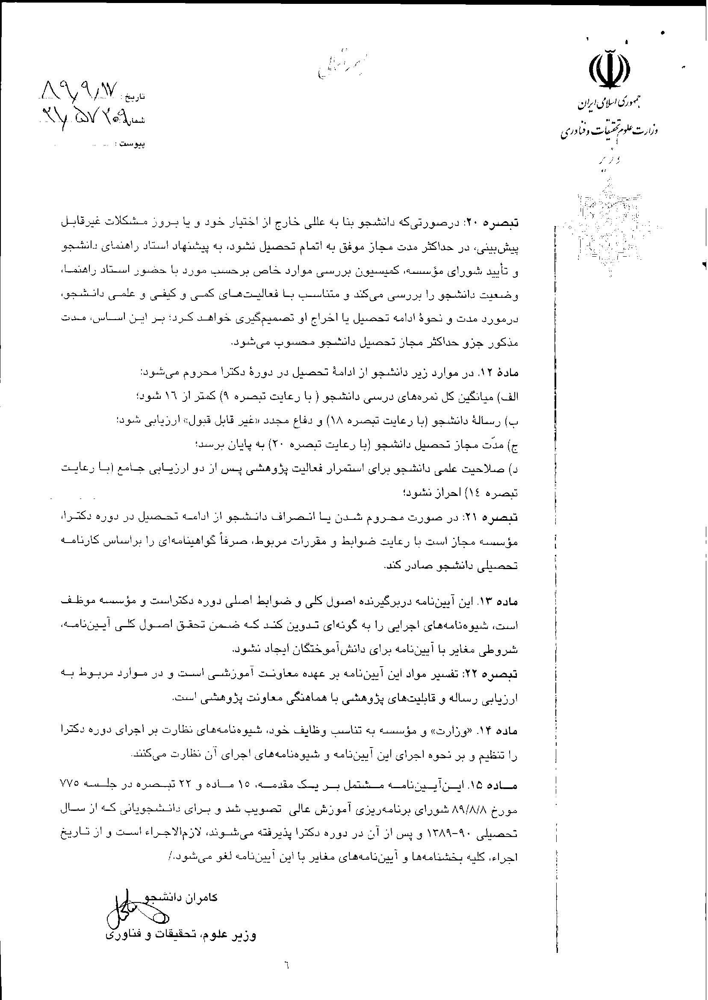 جمهوری اسلامی ایران
وزارت علوم تحقیقات و فناوری
وزیر
تاریخ: ۸۹/۹/۱۷
شماره:
پیوست:
تبصره ۲۰: درصورتی‌که دانشجو بنا به عللی خارج از اختیار خود و یا بروز مشکلات غیرقابل
پیش‌بینی، در حداکثر مدت مجاز موفق به اتمام تحصیل نشود، به پیشنهاد استاد راهنمای دانشجو
و تأیید شورای مؤسسه، کمیسیون بررسی موارد خاص برحسب مورد با حضور استاد راهنما،
وضعیت دانشجو را بررسی می‌کند و متناسب با فعالیت‌های کمی و کیفی و علمی دانشجو،
درمورد مدت و نحوۀ ادامه تحصیل یا اخراج او تصمیم‌گیری خواهد کرد؛ بر این اساس، مدت
مذکور جزو حداکثر مجاز تحصیل دانشجو محسوب می‌شود.
مادۀ ۱۲. در موارد زیر دانشجو از ادامۀ تحصیل در دورۀ دکترا محروم می‌شود:
الف) میانگین کل نمره‌های درسی دانشجو ( با رعایت تبصره ۹) کمتر از ۱۶ شود؛
ب) رسالۀ دانشجو (با رعایت تبصره ۱۸) و دفاع مجدد «غیر قابل قبول» ارزیابی شود؛
ج) مدّت مجاز تحصیل دانشجو (با رعایت تبصره ۲۰) به پایان برسد؛
د) صلاحیت علمی دانشجو برای استمرار فعالیت پژوهشی پس از دو ارزیابی جامع (با رعایت
تبصره ۱۴) احراز نشود؛
تبصره ۲۱: در صورت محروم شدن یا انصراف دانشجو از ادامه تحصیل در دوره دکترا،
مؤسسه مجاز است با رعایت ضوابط و مقررات مربوط، صرفاً گواهینامه‌ای را براساس کارنامه
تحصیلی دانشجو صادر کند.
ماده ۱۳. این آیین‌نامه دربرگیرنده اصول کلی و ضوابط اصلی دوره دکتراست و مؤسسه موظف
است، شیوه‌نامه‌های اجرایی را به گونه‌ای تدوین کند که ضمن تحقق اصول کلی آیین‌نامه،
شروطی مغایر با آیین‌نامه برای دانش‌آموختگان ایجاد نشود.
تبصره ۲۲: تفسیر مواد این آیین‌نامه بر عهده معاونت آموزشی است و در موارد مربوط به
ارزیابی رساله و قابلیت‌های پژوهشی با هماهنگی معاونت پژوهشی است.
ماده ۱۴. «وزارت» و مؤسسه به تناسب وظایف خود، شیوه‌نامه‌های نظارت بر اجرای دوره دکترا
را تنظیم و بر نحوه اجرای این آیین‌نامه و شیوه‌نامه‌های اجرای آن نظارت می‌کنند.
ماده ۱۵. این‌آیین‌نامه مشتمل بر یک مقدمه، ۱۵ ماده و ۲۲ تبصره در جلسه ۷۷۵
مورخ ۸۹/۸/۸ شورای برنامه‌ریزی آموزش عالی تصویب شد و برای دانشجویانی که از سال
تحصیلی ۹۰-۱۳۸۹ و پس از آن در دوره دکترا پذیرفته می‌شوند، لازم‌الاجراء است و از تاریخ
اجراء، کلیه بخشنامه‌ها و آیین‌نامه‌های مغایر با این آیین‌نامه لغو می‌شود./
کامران دانشجو
وزیر علوم، تحقیقات و فناوری
۶